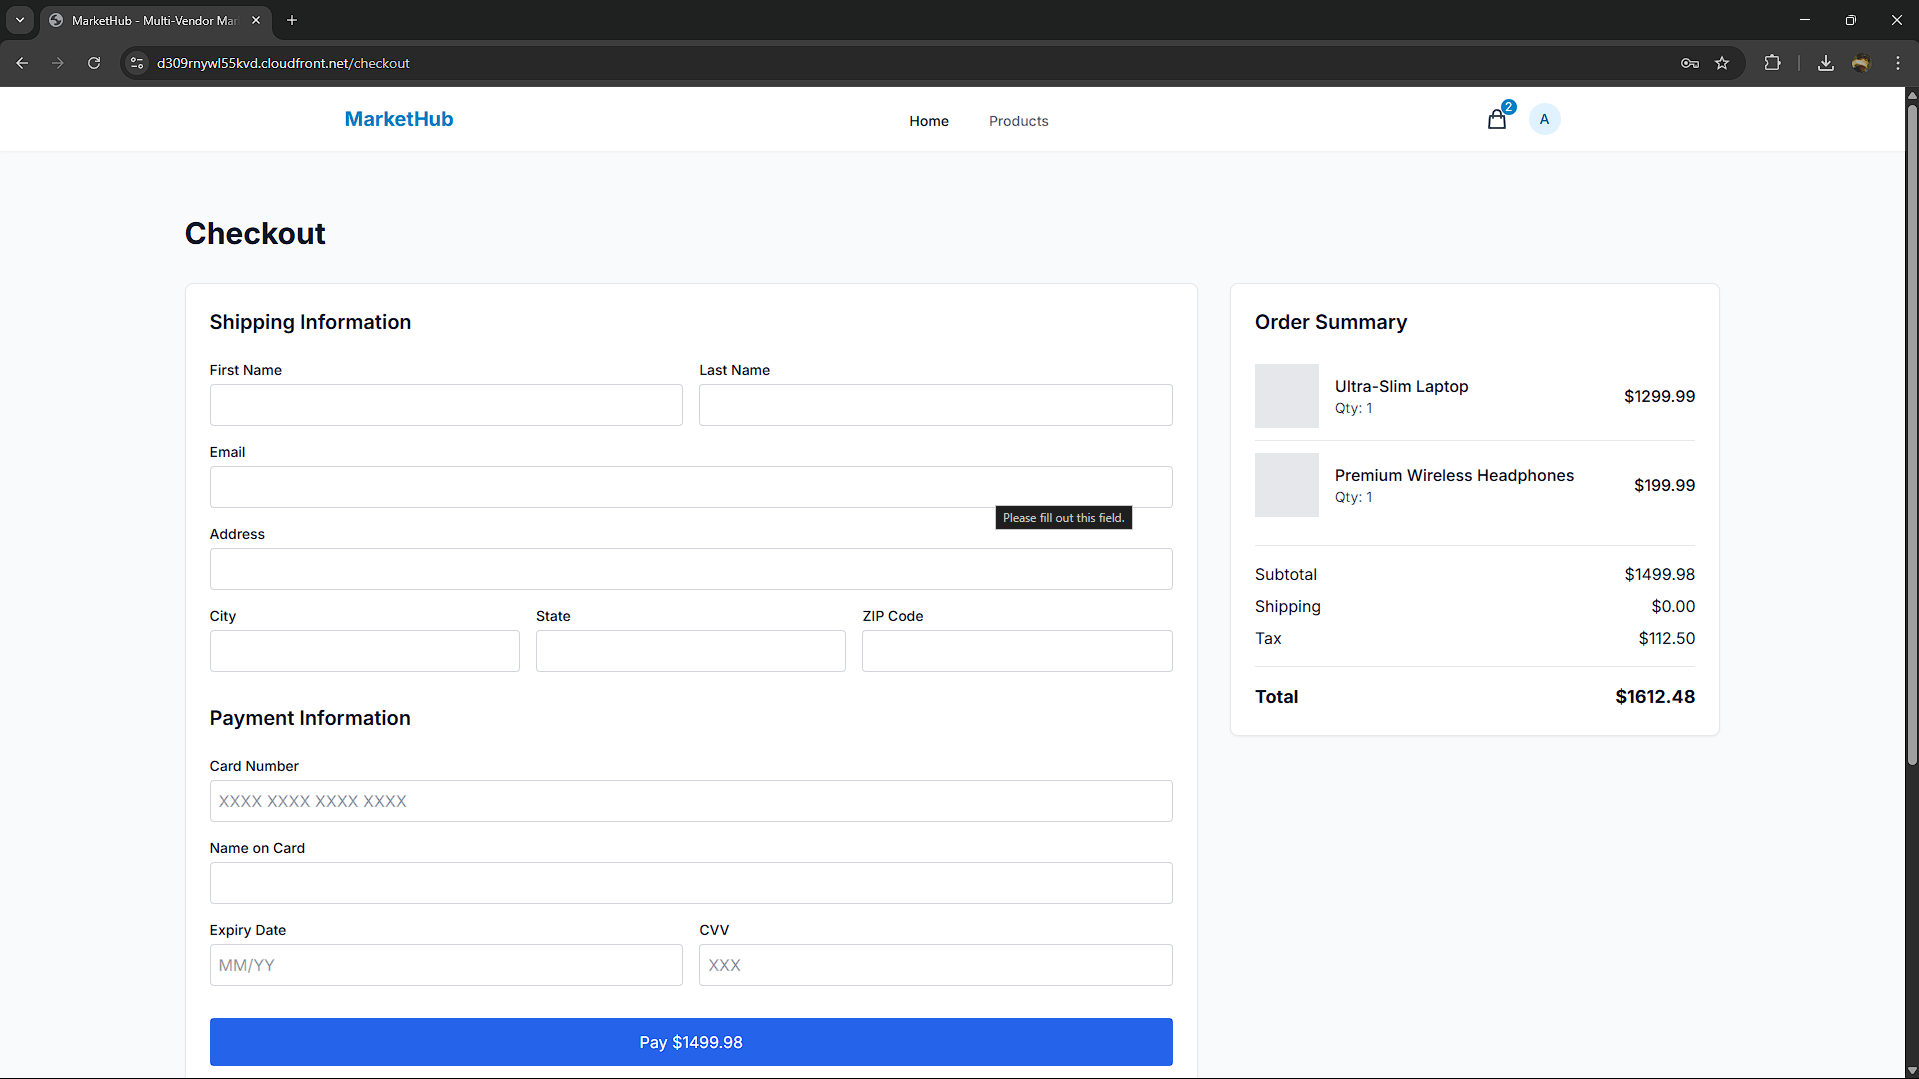 MarketHub - Multi-Vendor Mar
d309rnywl55kvd.cloudfront.net/checkout
MarketHub
Home
Products
2
A
Checkout
Shipping Information
First Name
Last Name
Email
Please fill out this field.
Address
City
State
ZIP Code
Payment Information
Card Number
XXXX XXXX XXXX XXXX
Name on Card
Expiry Date
CVV
MM/YY
XXX
Pay $1499.98
Order Summary
Ultra-Slim Laptop
Qty: 1
$1299.99
Premium Wireless Headphones
Qty: 1
$199.99
Subtotal
$1499.98
Shipping
$0.00
Tax
$112.50
Total
$1612.48